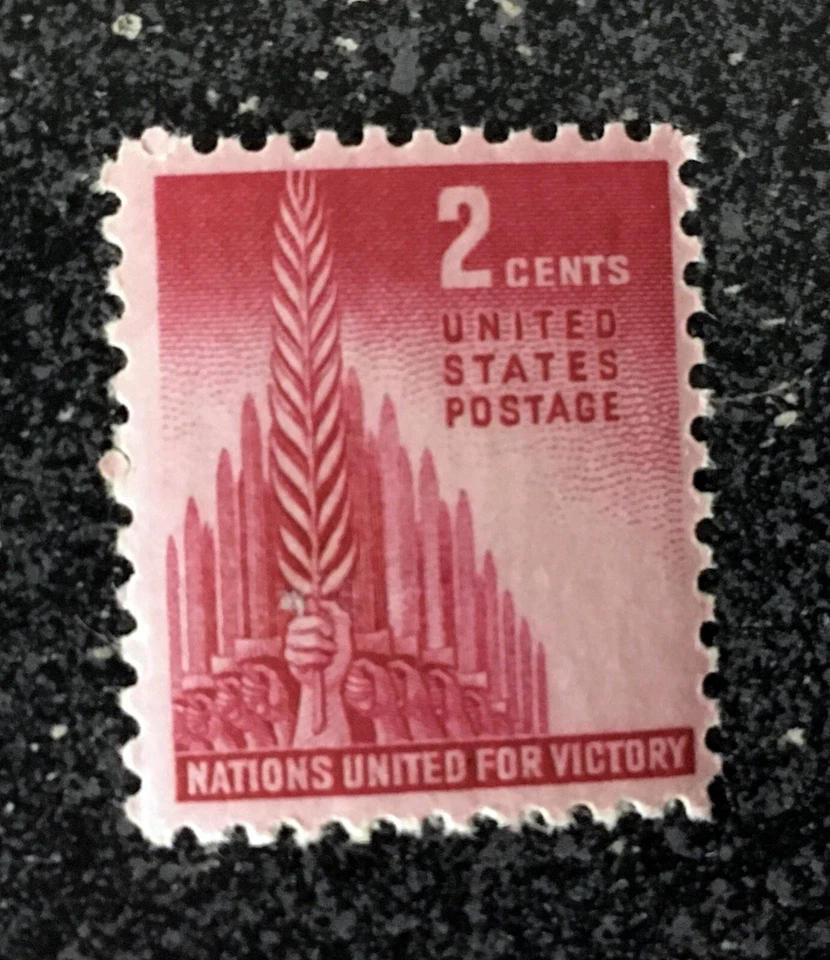 2 CENTS
UNITED
STATES
POSTAGE
NATIONS UNITED FOR VICTORY